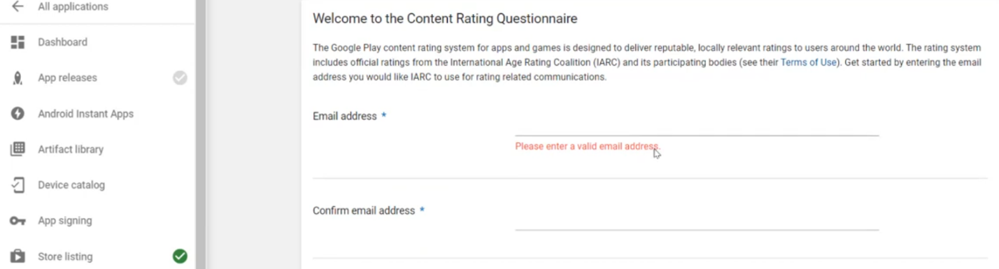 All applications
Dashboard
App releases
Android Instant Apps
Artifact library
Device catalog
App signing
Store listing
Welcome to the Content Rating Questionnaire
The Google Play content rating system for apps and games is designed to deliver reputable, locally relevant ratings to users around the world. The rating system
includes official ratings from the International Age Rating Coalition (IARC) and its participating bodies (see their Terms of Use). Get started by entering the email
address you would like IARC to use for rating related communications.
Email address *
Please enter a valid email address.
Confirm email address *